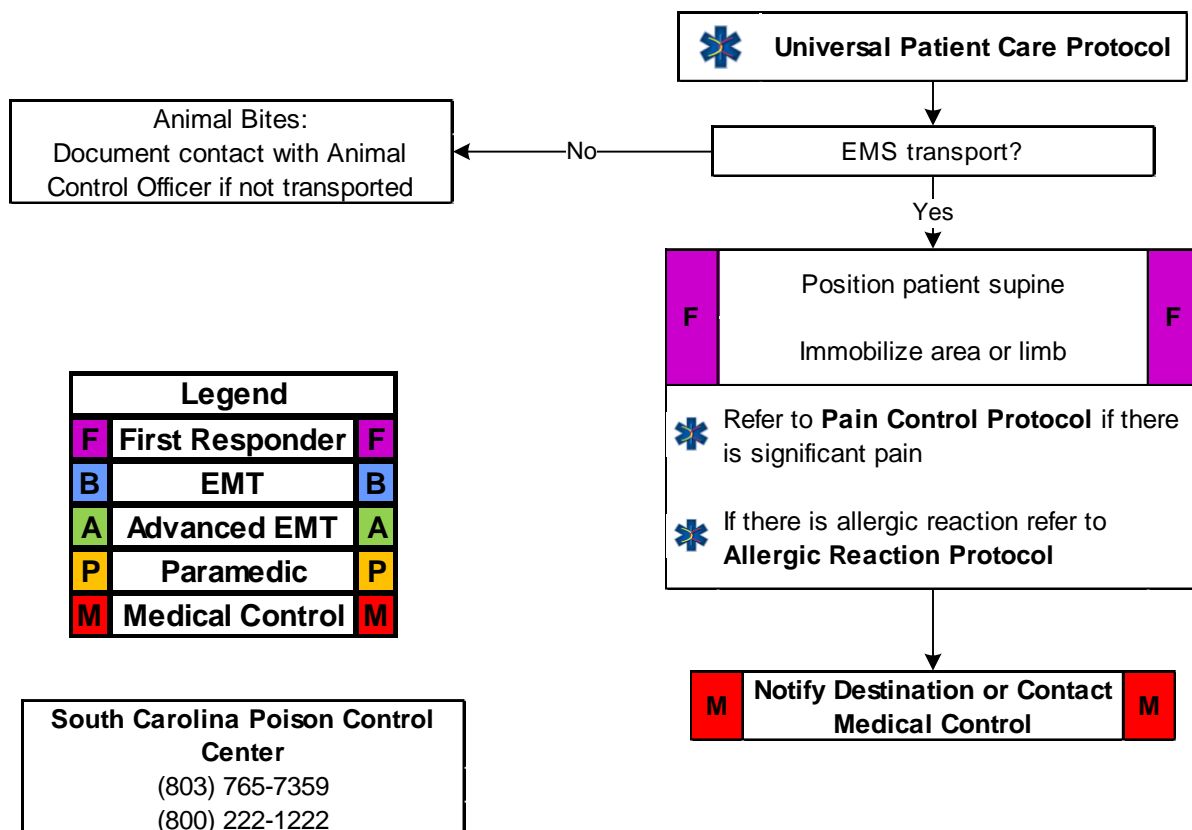 Universal Patient Care Protocol
Animal Bites:
Document contact with Animal
Control Officer if not transported
No
EMS transport?
Yes
F
Position patient supine
F
Immobilize area or limb
Refer to Pain Control Protocol if there
is significant pain
If there is allergic reaction refer to
Allergic Reaction Protocol
Legend
F First Responder F
B EMT B
A Advanced EMT A
P Paramedic P
M Medical Control M
M
Notify Destination or Contact
Medical Control
M
South Carolina Poison Control
Center
(803) 765-7359
(800) 222-1222